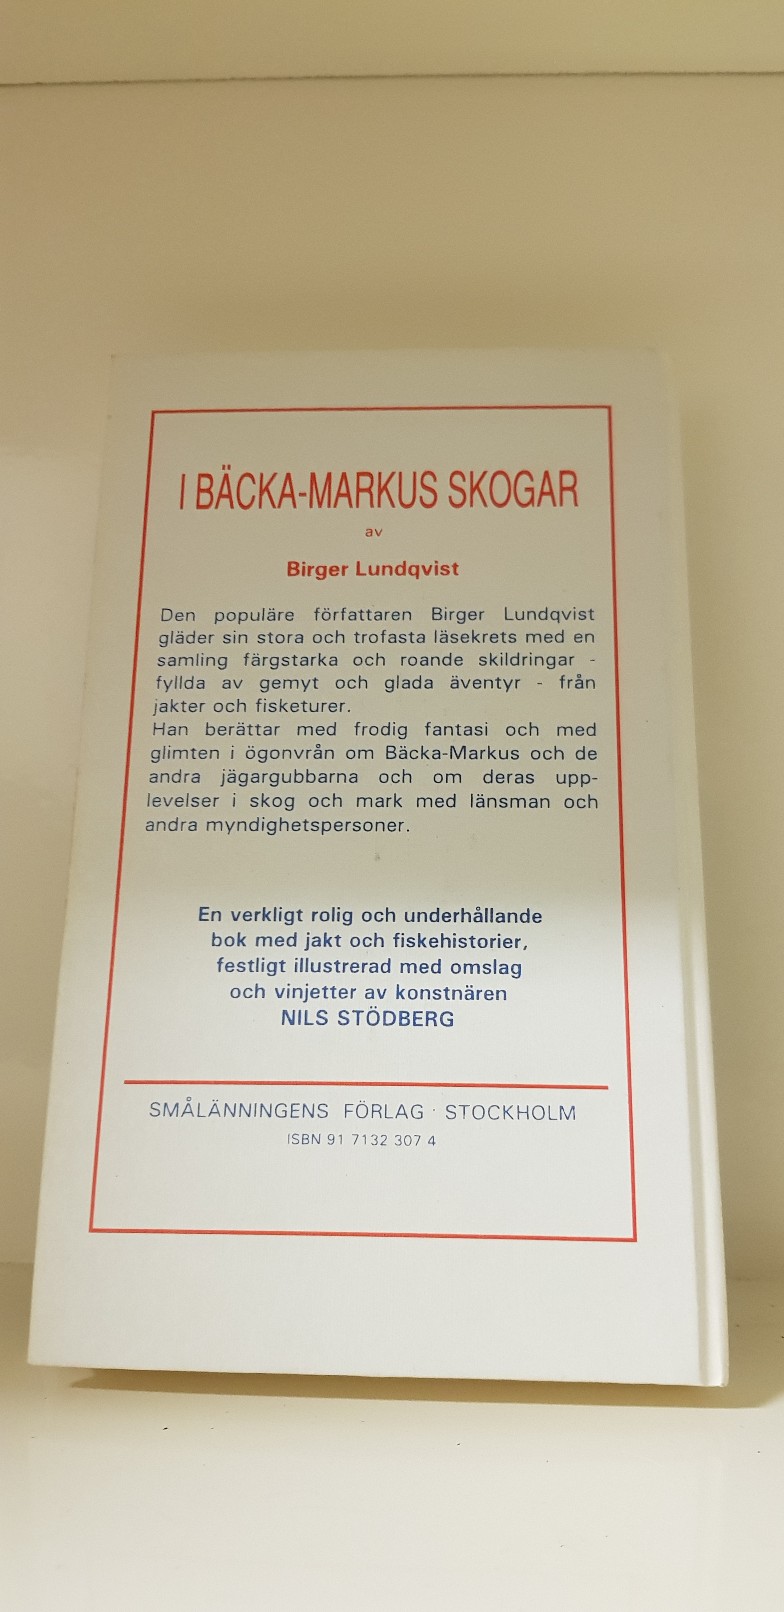 I BÄCKA-MARKUS SKOGAR
av
Birger Lundqvist
Den populäre författaren Birger Lundqvist
gläder sin stora och trofasta läsekrets med en
samling färgstarka och roande skildringar -
fyllda av gemyt och glada äventyr - från
jakter och fisketurer.
Han berättar med frodig fantasi och med
glimten i ögonvrån om Bäcka-Markus och de
andra jägargubbarna och om deras upp-
levelser i skog och mark med länsman och
andra myndighetspersoner.
En verkligt rolig och underhållande
bok med jakt och fiskehistorier,
festligt illustrerad med omslag
och vinjetter av konstnären
NILS STÖDBERG
SMÅLÄNNINGENS FÖRLAG · STOCKHOLM
ISBN 91 7132 307 4